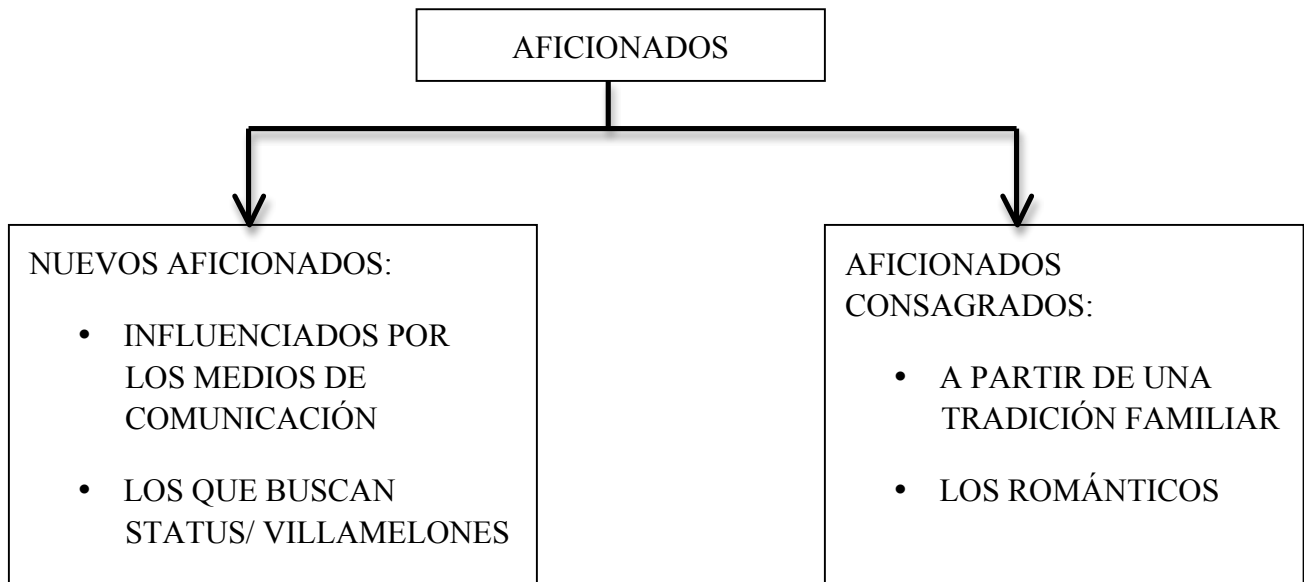 AFICIONADOS
NUEVOS AFICIONADOS:
• INFLUENCIADOS POR
LOS MEDIOS DE
COMUNICACIÓN
• LOS QUE BUSCAN
STATUS/ VILLAMELONES
AFICIONADOS
CONSAGRADOS:
• A PARTIR DE UNA
TRADICIÓN FAMILIAR
• LOS ROMÁNTICOS